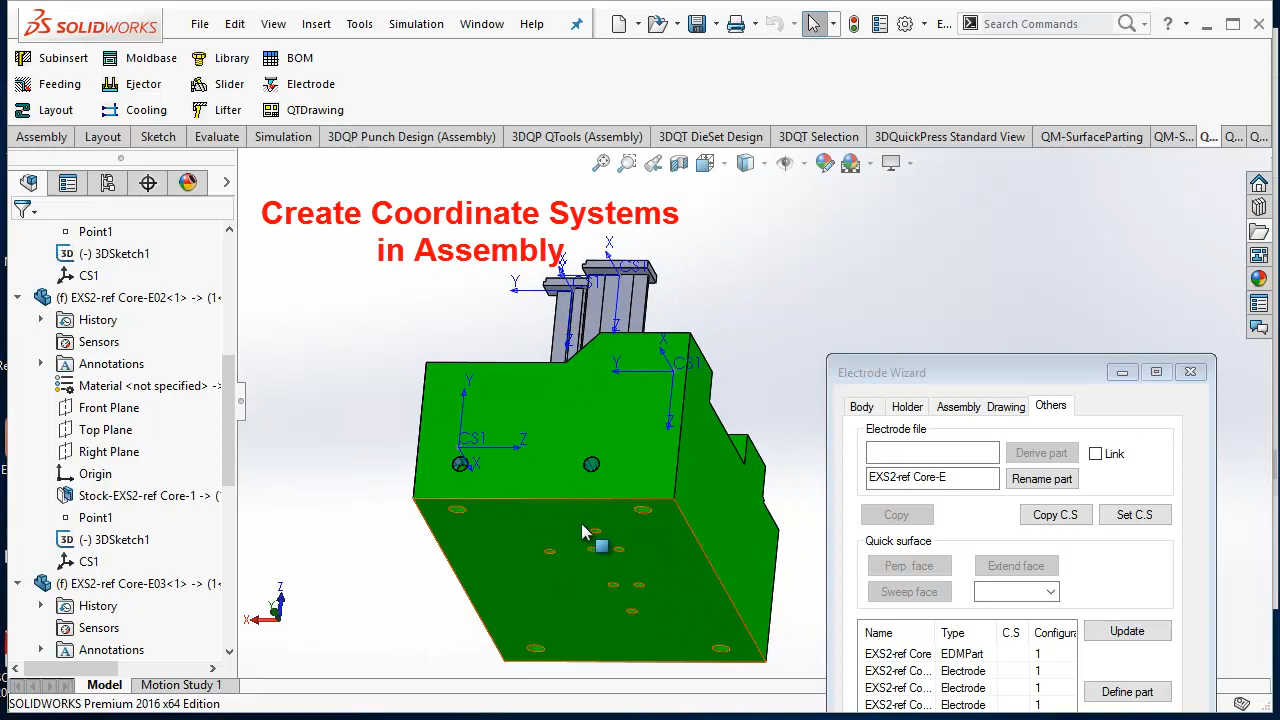 SOLIDWORKS File Edit View Insert Tools Simulation Window Help E... Search Commands ?
Subinsert Moldbase Library BOM
Feeding Ejector Slider Electrode
Layout Cooling Lifter QTDrawing
Assembly Layout Sketch Evaluate Simulation 3DQP Punch Design (Assembly) 3DQP QTools (Assembly) 3DQT DieSet Design 3DQT Selection 3DQuickPress Standard View QM-SurfaceParting QM-S... Q... Q... Q...
Create Coordinate Systems
in Assembly
Point1
3D (-) 3DSketch1
CS1
(f) EXS2-ref Core-E02<1> -> (1<
History
Sensors
Annotations
Material <not specified>
Front Plane
Top Plane
Right Plane
Origin
Stock-EXS2-ref Core-1 ->
Point1
3D (-) 3DSketch1
CS1
(f) EXS2-ref Core-E03<1> -> (1<
History
Sensors
Annotations
X
Y
CS1
Z
X
CS1
Z
X
Y CS1
Z
Y
CS1 Z
X
Z
Y
X
Electrode Wizard
Body Holder Assembly Drawing Others
Electrode file
Derive part Link
EXS2-ref Core-E Rename part
Copy Copy C.S Set C.S
Quick surface
Perp. face Extend face
Sweep face
Name Type C.S Configura
EXS2-ref Core EDMPart 1
EXS2-ref Co... Electrode 1
EXS2-ref Co... Electrode 1
EXS2-ref Co... Electrode 1
Update
Define part
Model Motion Study 1
SOLIDWORKS Premium 2016 x64 Edition